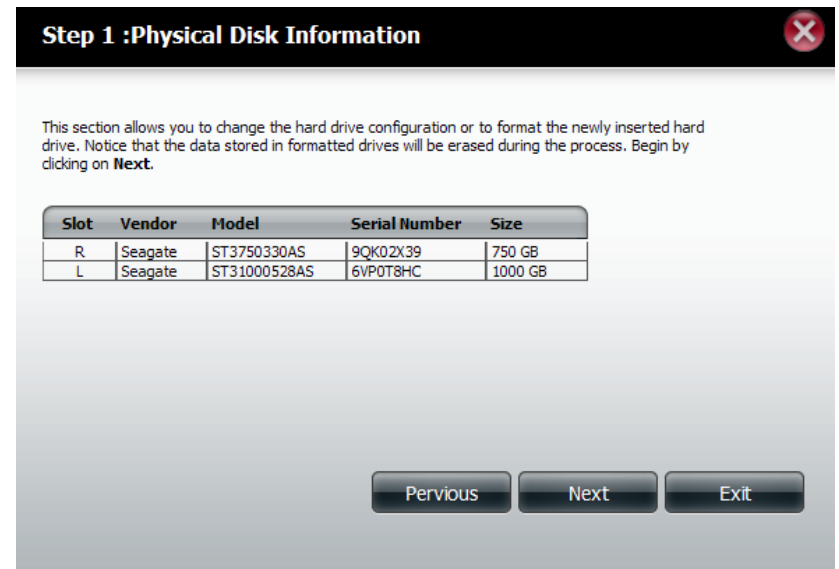 Step 1 :Physical Disk Information
This section allows you to change the hard drive configuration or to format the newly inserted hard
drive. Notice that the data stored in formatted drives will be erased during the process. Begin by
clicking on Next.
Slot Vendor Model Serial Number Size
R Seagate ST3750330AS 9QK02X39 750 GB
L Seagate ST31000528AS 6VP0T8HC 1000 GB
Pervious Next Exit